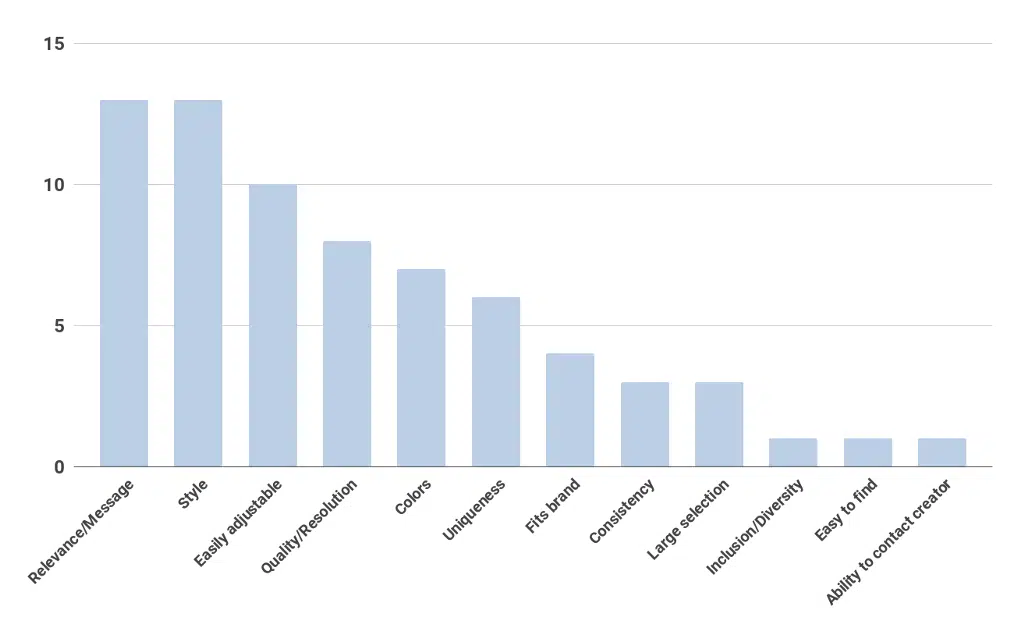 15
10
5
0
Relevance/Message
Style
Easily adjustable
Quality/Resolution
Colors
Uniqueness
Fits brand
Consistency
Large selection
Inclusion/Diversity
Easy to find
Ability to contact creator